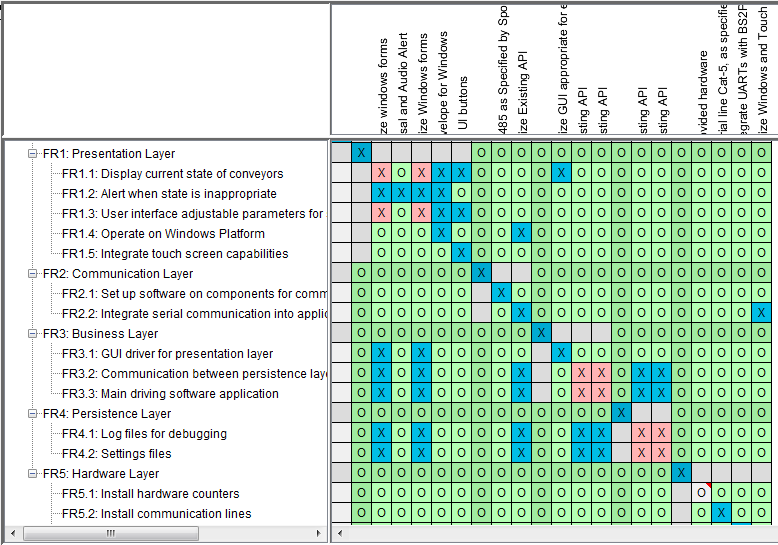 ze windows forms
sal and Audio Alert
ize Windows forms
velope for Windows
UI buttons
485 as Specified by Spo
ize Existing API
ize GUI appropriate for e
sting API
sting API
sting API
sting API
vided hardware
rial line Cat-5, as specifie
egrate UARTs with BS2P
ize Windows and Touch
FR1: Presentation Layer X O O O O O O O O O O O O O O O
FR1.1: Display current state of conveyors X O X X X O O O O X O O O O O O O O O O
FR1.2: Alert when state is inappropriate X X X X O O O O O O O O O O O O O O O O
FR1.3: User interface adjustable parameters for X O X X X O O O O O O O O O O O O O O O
FR1.4: Operate on Windows Platform O O O X O O O X O O O O O O O O O O O O
FR1.5: Integrate touch screen capabilities O O O O X O O O O O O O O O O O O O O O
FR2: Communication Layer O O O O O O X O O O O O O O O O O O O
FR2.1: Set up software on components for comm O O O O O O X O O O O O O O O O O O O O
FR2.2: Integrate serial communication into applic O O O O O O O X O O O O O O O O O O O X
FR3: Business Layer O O O O O O O O O X O O O O O O O O
FR3.1: GUI driver for presentation layer O X O X O O O O O X O O O O O O O O O O
FR3.2: Communication between persistence laye O X O X O O O O X O X X O X X O O O O O
FR3.3: Main driving software application O X O X O O O O X O X X O X X O O O O O
FR4: Persistence Layer O O O O O O O O O O O O O X O O O O O
FR4.1: Log files for debugging O X O X O O O O X O O X X X X O O O O O
FR4.2: Settings files O X O X O O O O X O O X X X X O O O O O
FR5: Hardware Layer O O O O O O O O O O O O O O O O X
FR5.1: Install hardware counters O O O O O O O O O O O O O O O O O O O O
FR5.2: Install communication lines O O O O O O O O O O O O O O O O O X O O